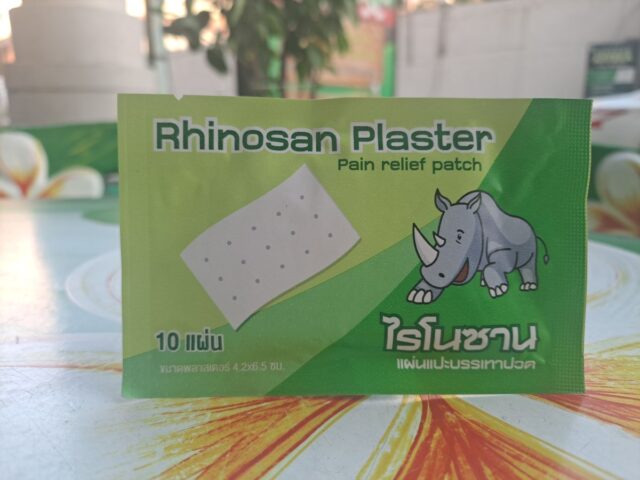 Rhinosan Plaster
Pain relief patch
10 แผ่น
ขนาดพลาสเตอร์ 4.2x6.5 ซม.
ไรโนซาน
แผ่นแปะบรรเทาปวด